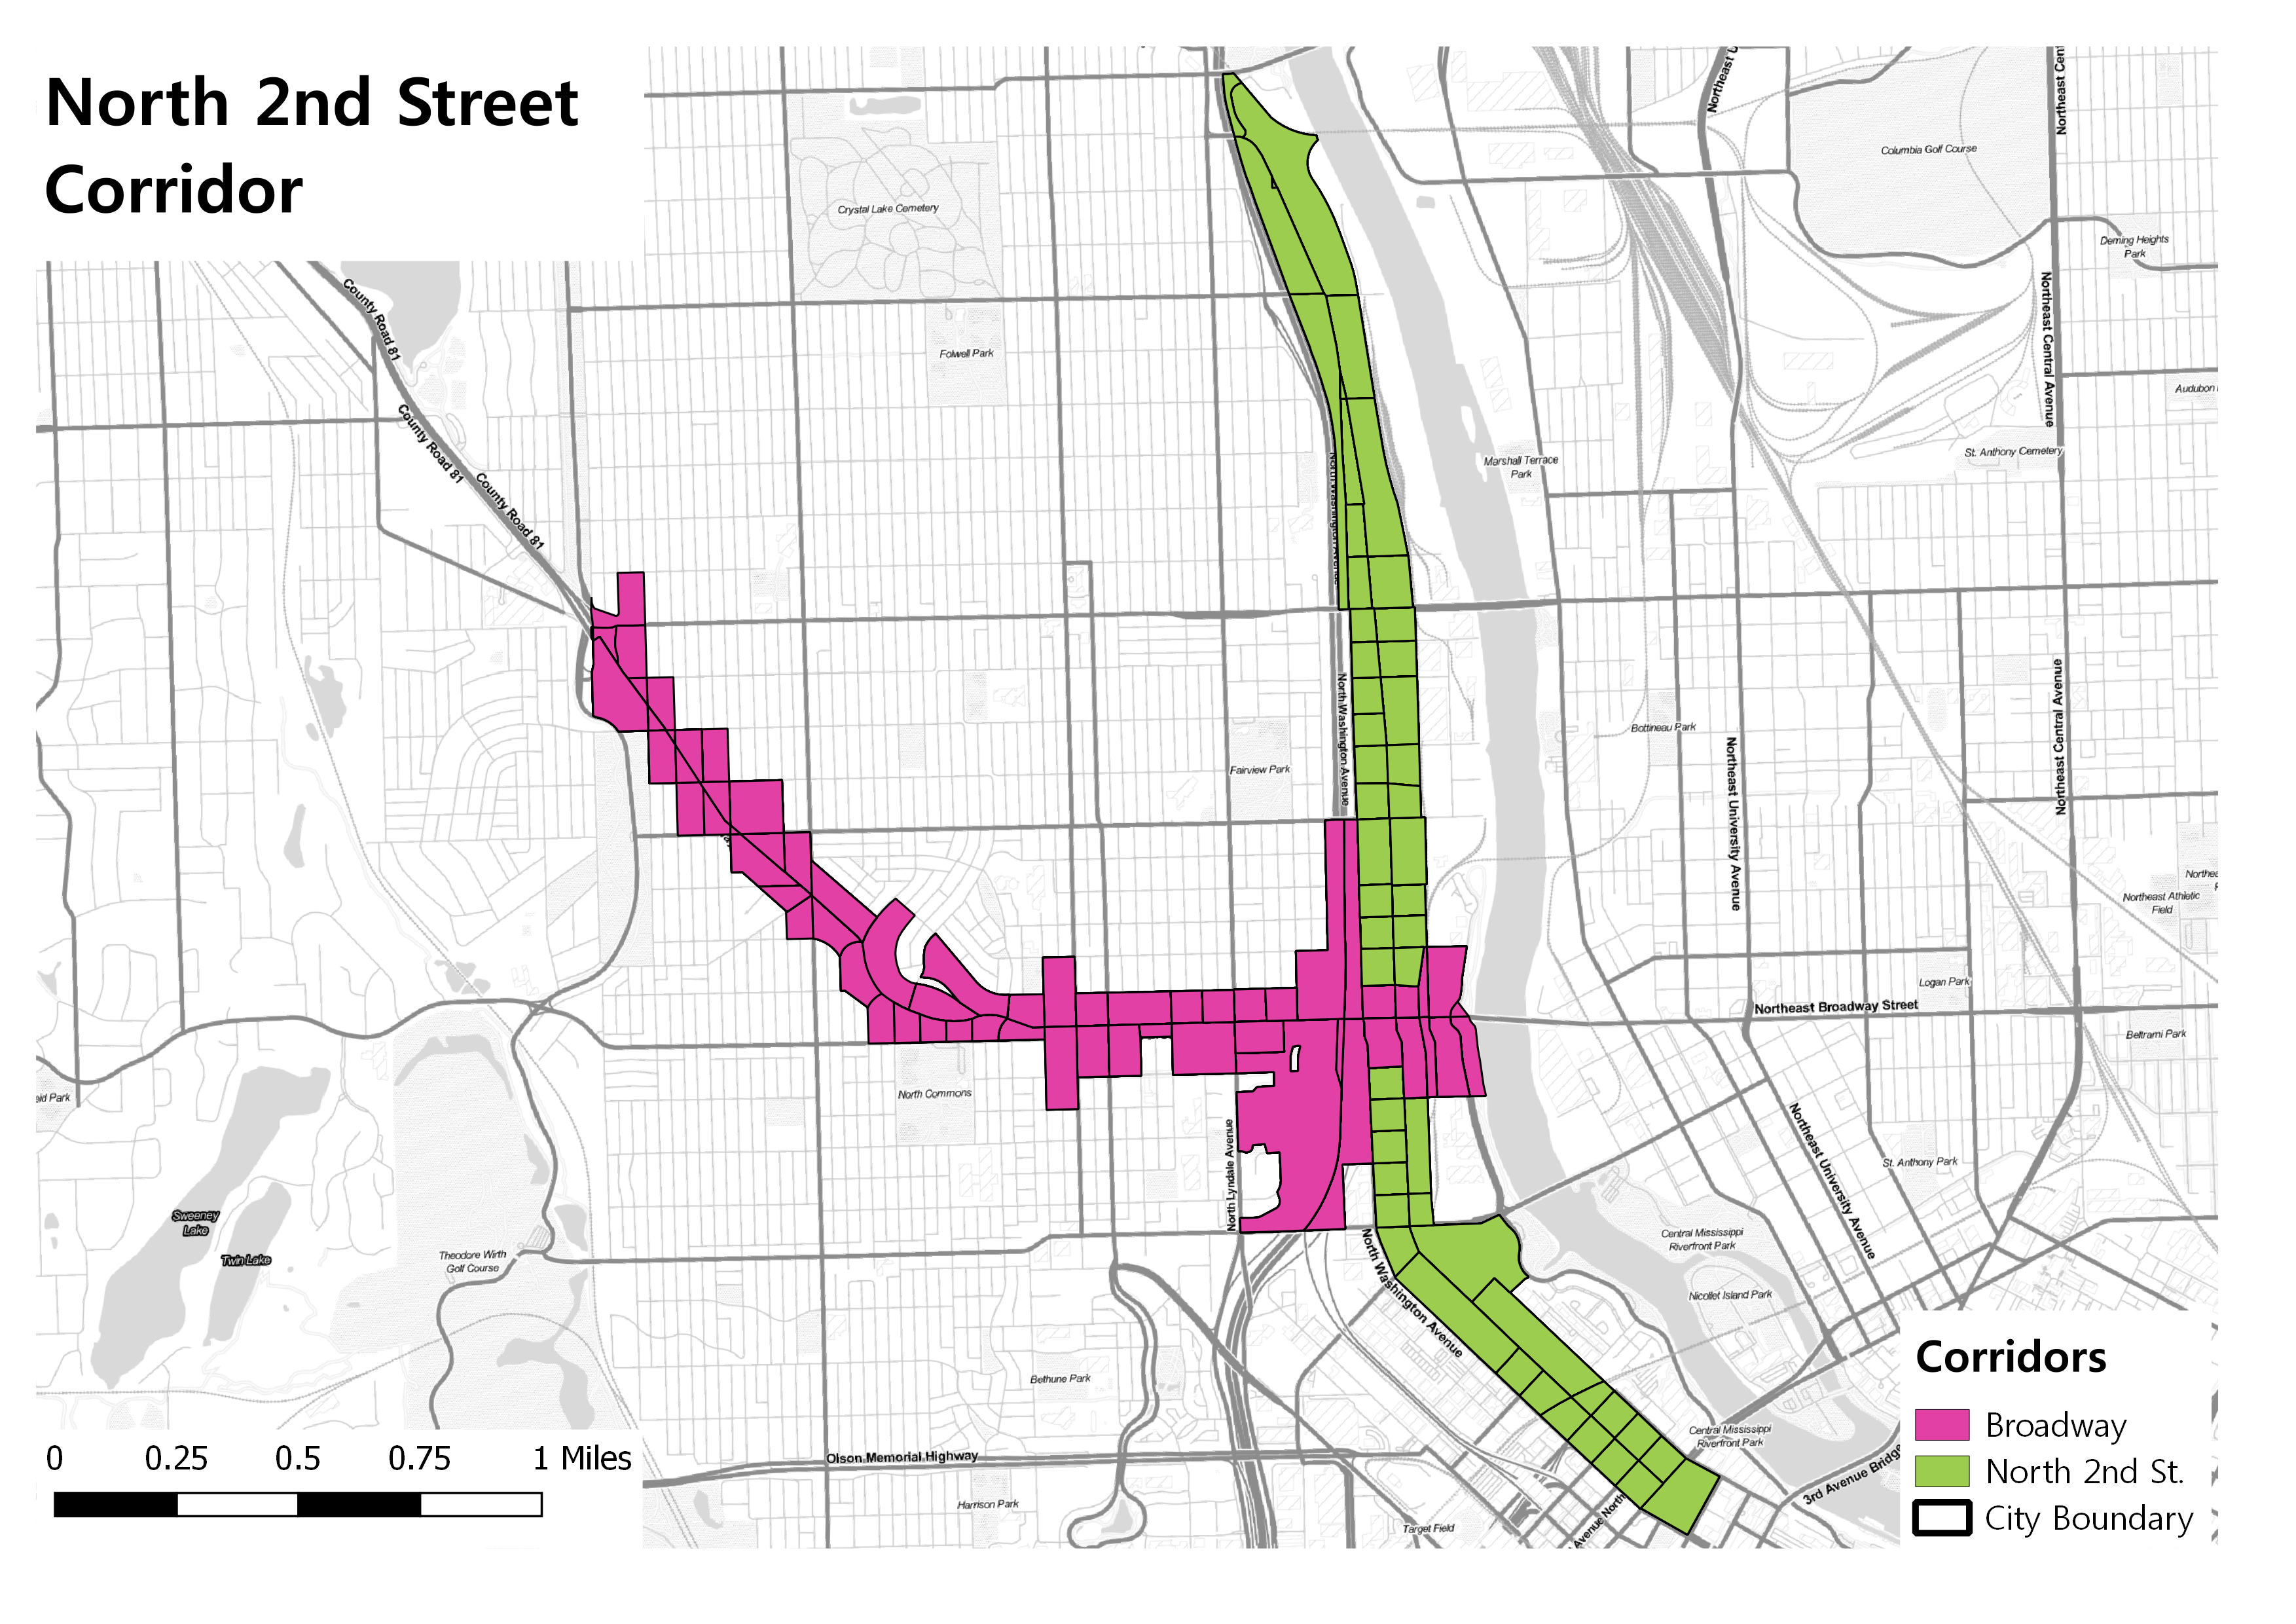 North 2nd Street
Corridor
Northeast Central Avenue
Columbia Golf Course
Crystal Lake Cemetery
Deming Heights
Park
County Road 81
Folwell Park
Audubon
County Road 81
St. Anthony Cemetery
Marshall Terrace
Park
County Road 81
North Washington Avenue
Bottineau Park
Fairview Park
North Washington Avenue
Northeast University Avenue
Northeast Central Avenue
Northeast Athletic
Field
Logan Park
Northeast Broadway Street
Beltrami Park
North Commons
North Lyndale Avenue
Northeast University Avenue
St. Anthony Park
Sweeney
Lake
Twin Lake
Theodore Wirth
Golf Course
Central Mississippi
Riverfront Park
North Washington Avenue
Nicollet Island Park
Bethune Park
Central Mississippi
Riverfront Park
Olson Memorial Highway
3rd Avenue Bridge
Harrison Park
Target Field
Avenue North
0 0.25 0.5 0.75 1 Miles
Corridors
Broadway
North 2nd St.
City Boundary